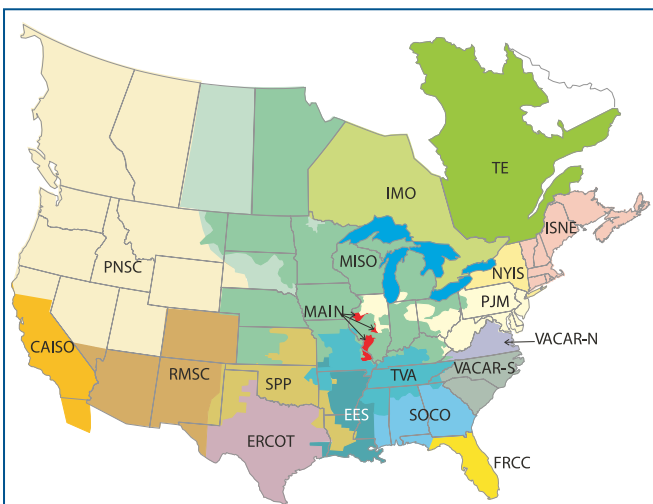 TE
IMO
ISNE
MISO
NYIS
PNSC
PJM
MAIN
VACAR-N
CAISO
RMSC
VACAR-S
TVA
SPP
EES
SOCO
ERCOT
FRCC